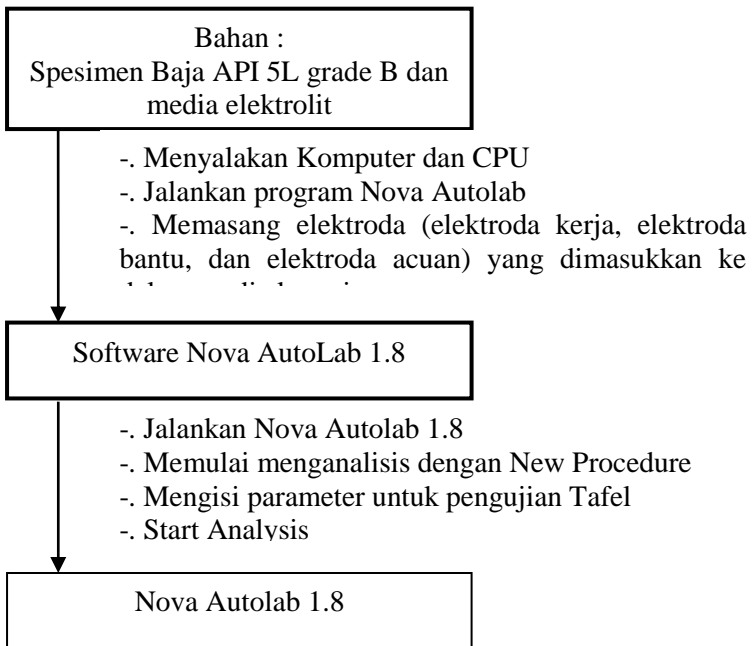 Bahan :
Spesimen Baja API 5L grade B dan
media elektrolit
-. Menyalakan Komputer dan CPU
-. Jalankan program Nova Autolab
-. Memasang elektroda (elektroda kerja, elektroda
bantu, dan elektroda acuan) yang dimasukkan ke
Software Nova AutoLab 1.8
-. Jalankan Nova Autolab 1.8
-. Memulai menganalisis dengan New Procedure
-. Mengisi parameter untuk pengujian Tafel
-. Start Analysis
Nova Autolab 1.8